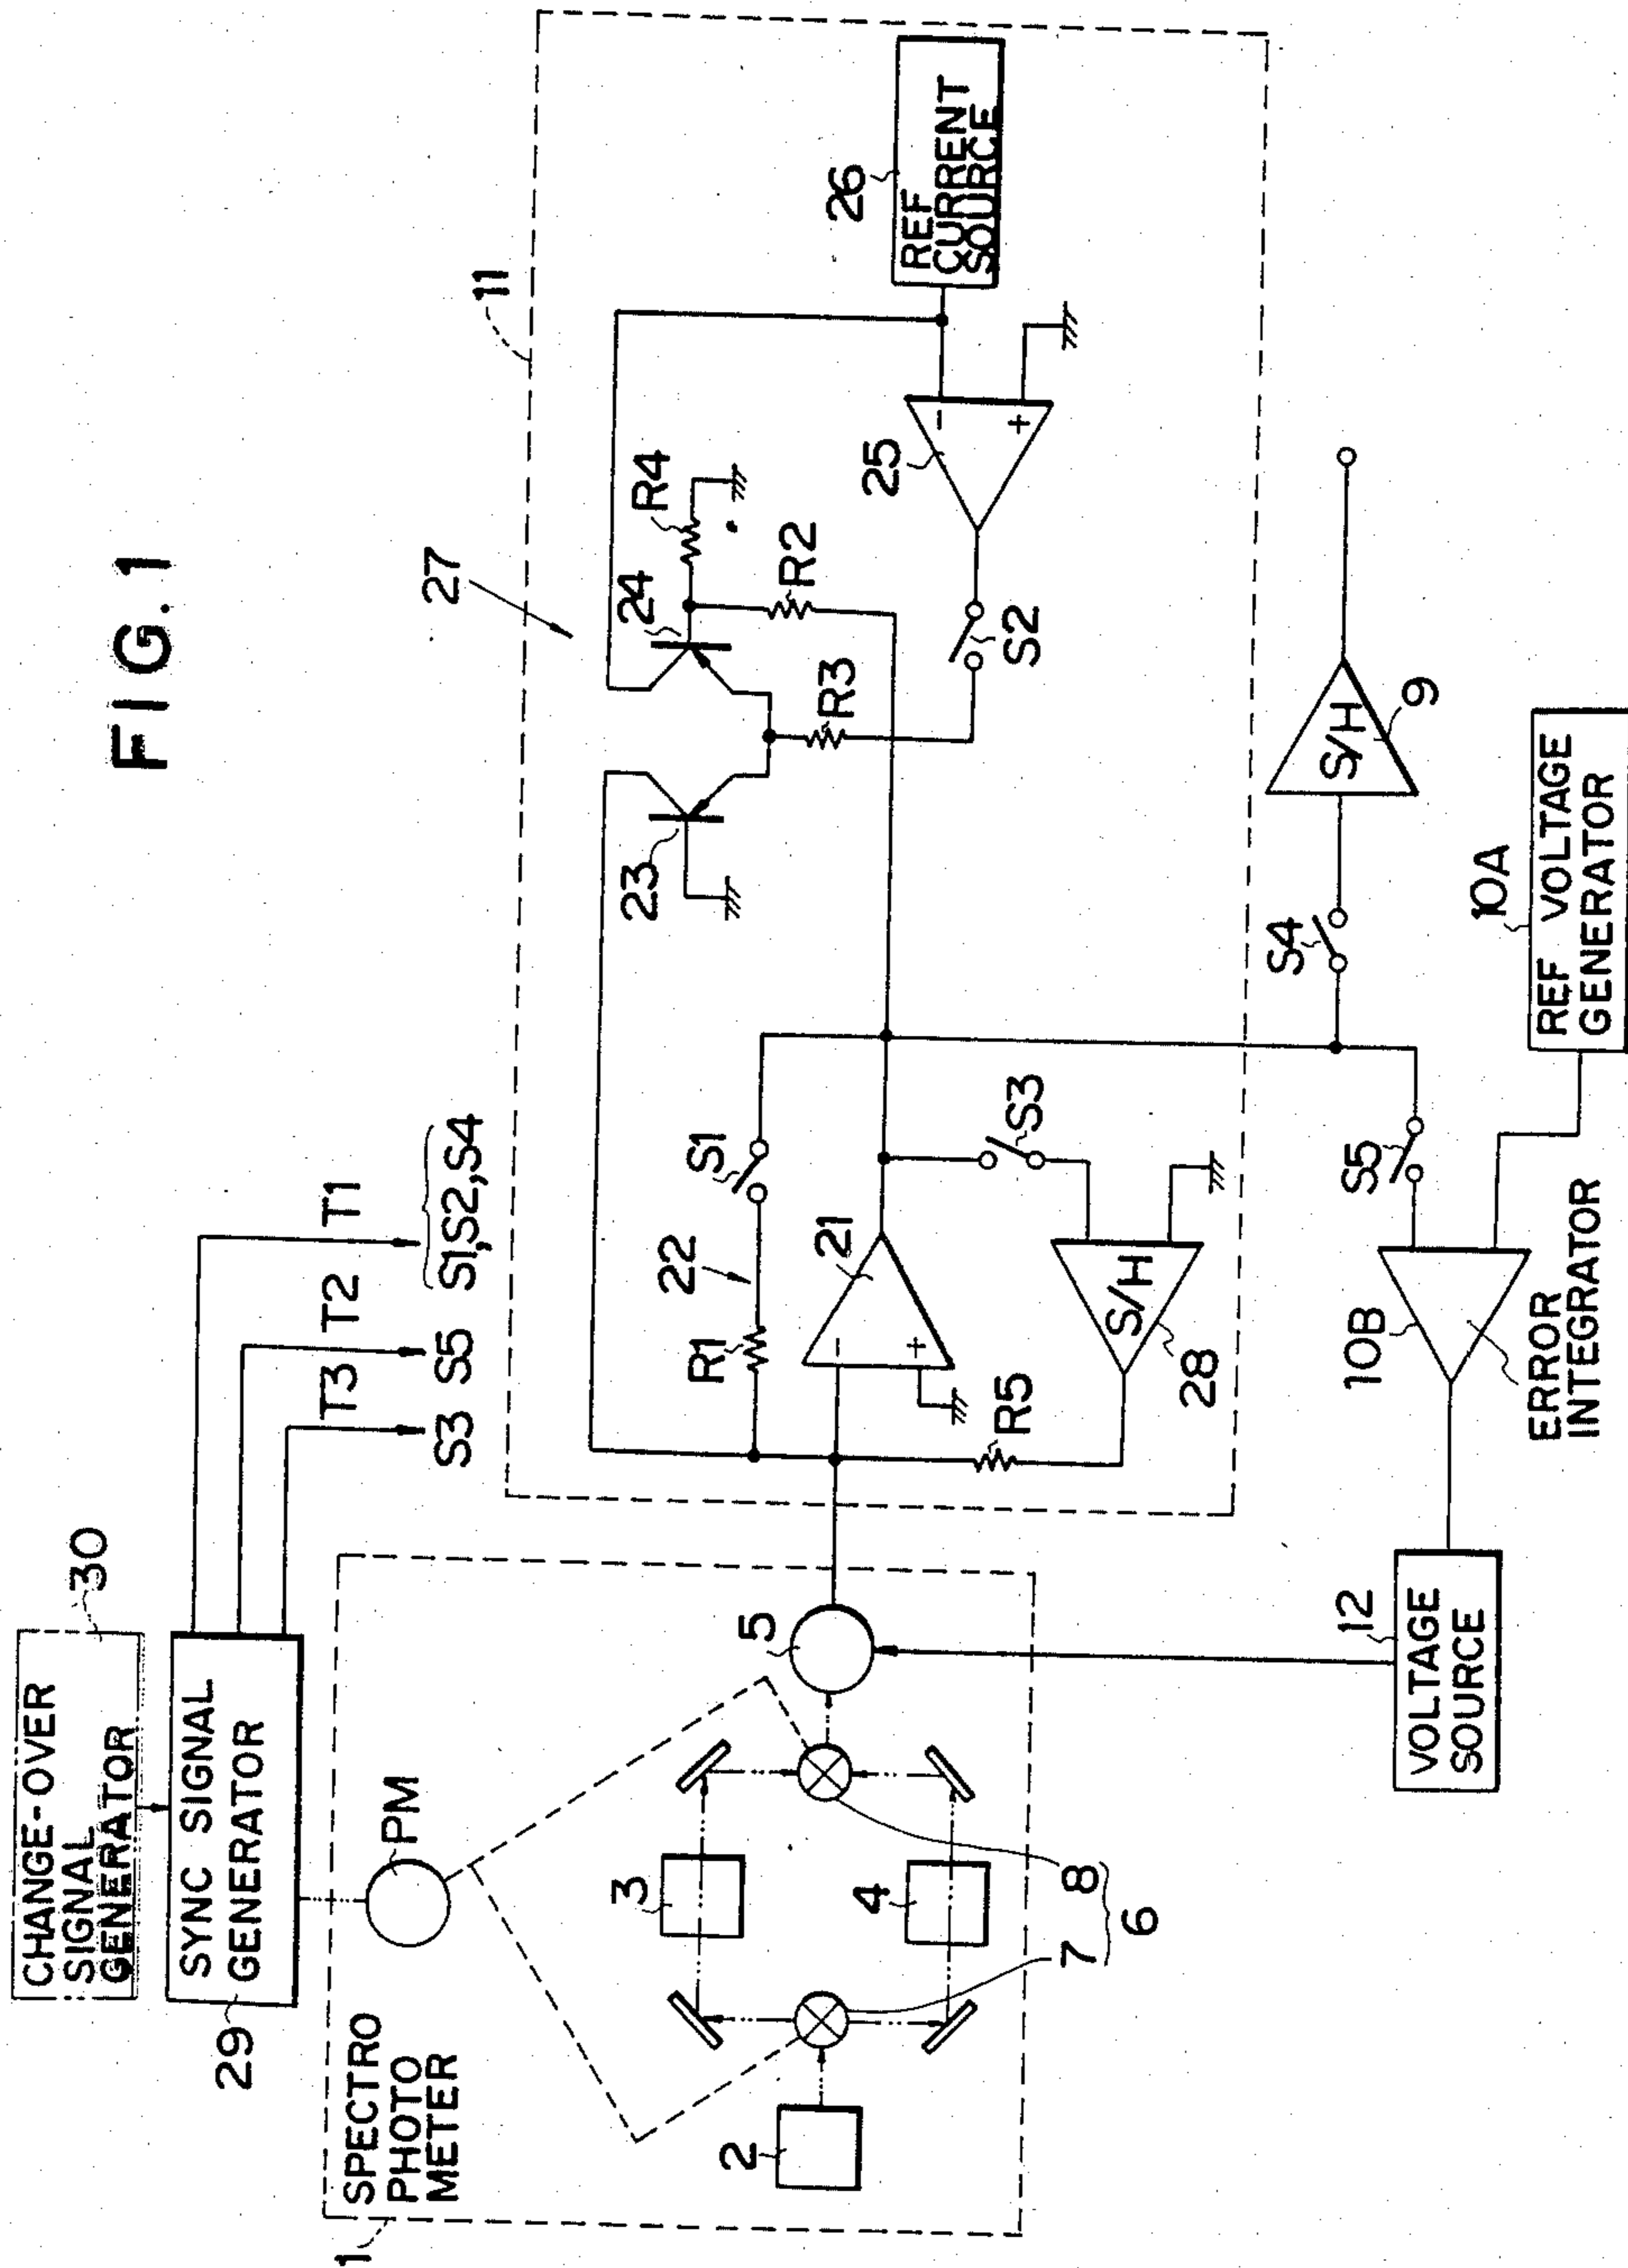 FIG. 1
CHANGE-OVER
SIGNAL
GENERATOR
30
SYNC SIGNAL
GENERATOR
29
T1
T2
T3
S1,S2,S4
S5
S3
SPECTRO
PHOTO
METER
1
PM
2
3
4
5
7
8
6
11
27
22
R1
S1
21
−
+
R5
S/H
28
S3
23
24
R4
R2
R3
S2
25
−
+
26
REF
CURRENT
SOURCE
S4
S/H
9
S5
10A
REF VOLTAGE
GENERATOR
10B
ERROR
INTEGRATOR
12
VOLTAGE
SOURCE